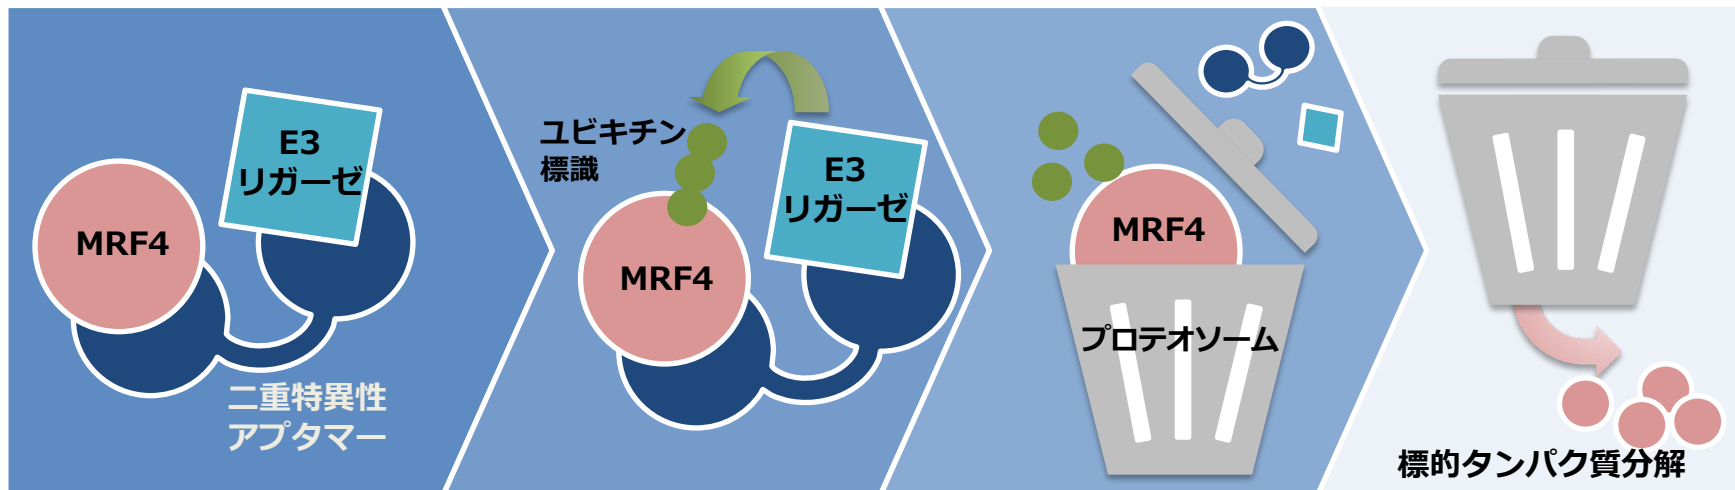 E3
リガーゼ
MRF4
二重特異性
アプタマー
ユビキチン
標識
E3
リガーゼ
MRF4
MRF4
プロテオソーム
標的タンパク質分解